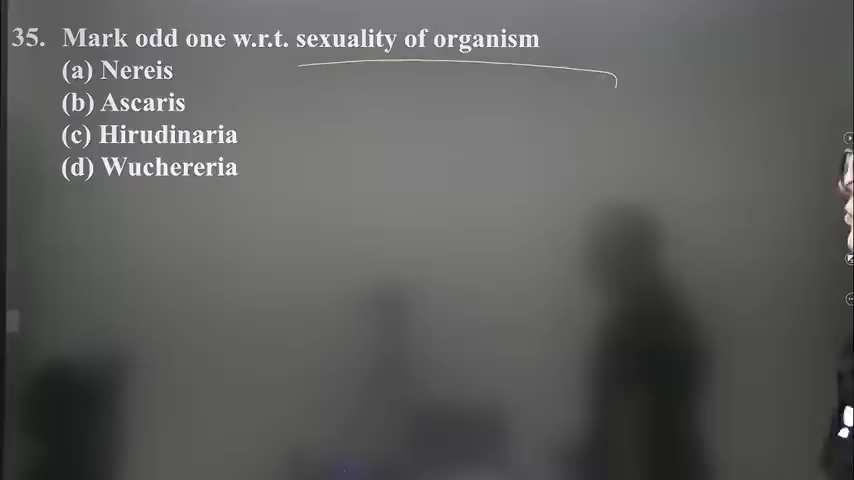 35. Mark odd one w.r.t. sexuality of organism
(a) Nereis
(b) Ascaris
(c) Hirudinaria
(d) Wuchereria